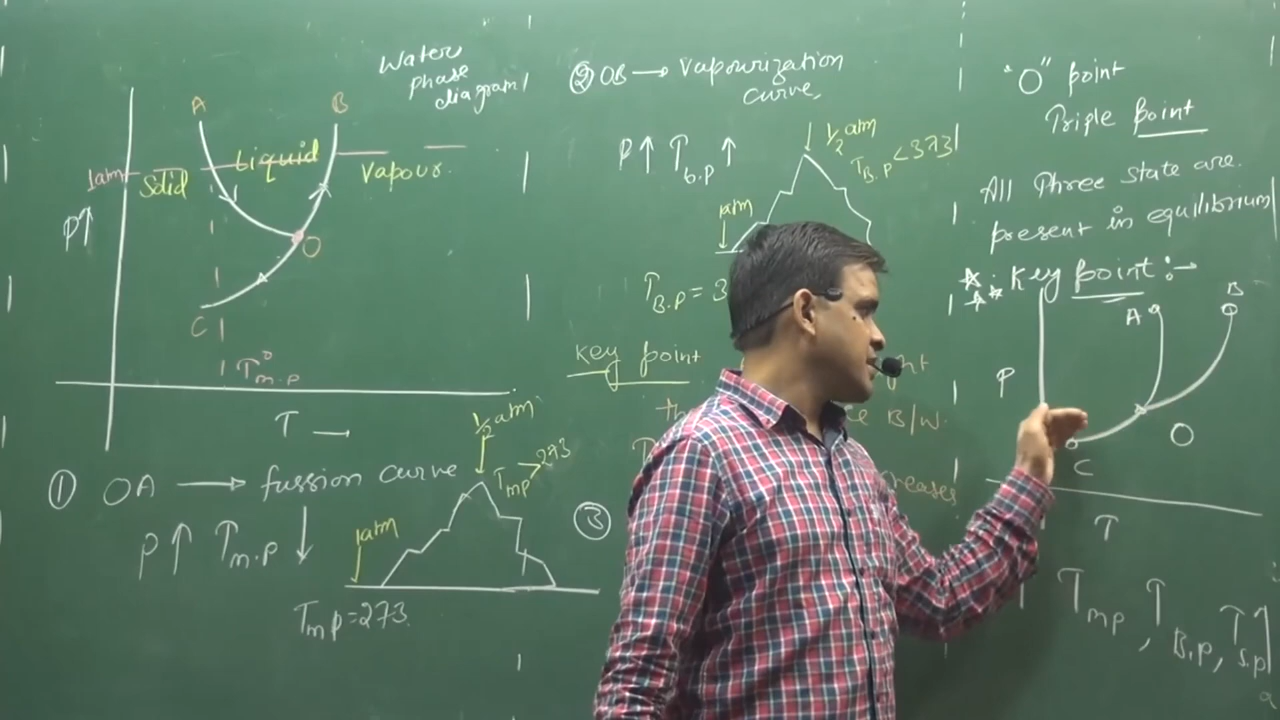 Water
phase
diagram
A
B
1atm
Solid
Liquid
Vapour.
P↑
O
C
T°m.p
T →
① OA → fussion curve
P↑ Tm.p ↓
1atm
1/2 atm
Tmp>273
Tmp=273.
② OB → Vapourization
curve,
P↑ Tb.p ↑
1/2 atm
TB.P<373
1atm
TB.P = 3
Key point
B/W.
creases
③
"O" point
Triple point
All Three state are.
present in equilibrium
Key point :-
A
B
P
O
C
T
Tmp, ↑B.p, ↑s.p